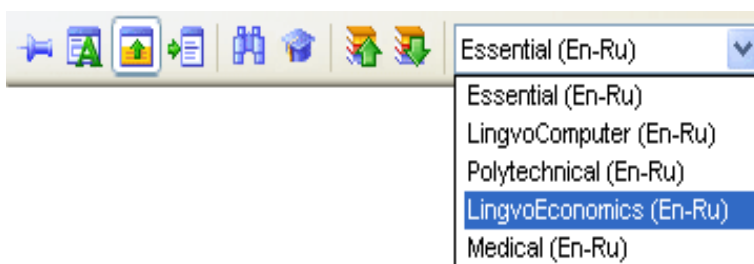 Essential (En-Ru)
Essential (En-Ru)
LingvoComputer (En-Ru)
Polytechnical (En-Ru)
LingvoEconomics (En-Ru)
Medical (En-Ru)